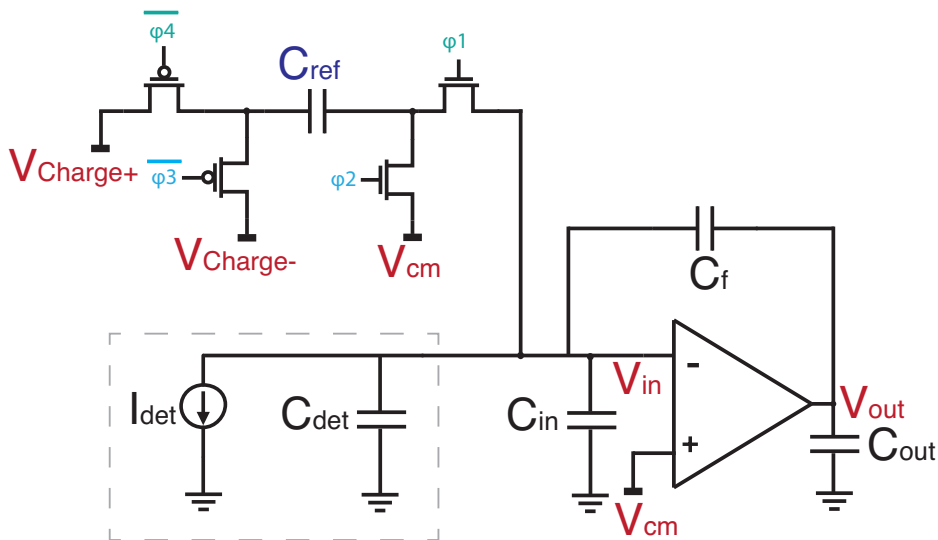 φ4
φ1
Cref
VCharge+
φ3
φ2
VCharge-
Vcm
Cf
Idet
Cdet
Cin
Vin
-
+
Vout
Cout
Vcm